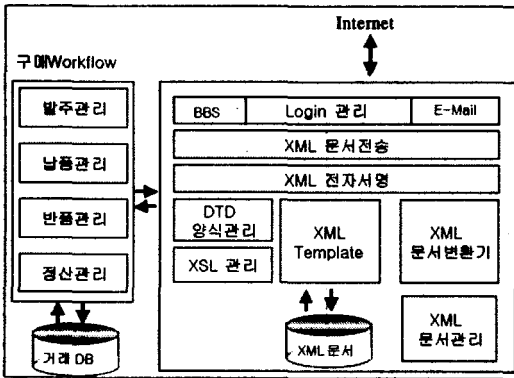 Internet
구매Workflow
발주관리
납품관리
반품관리
정산관리
거래 DB
BBS
Login 관리
E-Mail
XML 문서전송
XML 전자서명
DTD
양식관리
XSL 관리
XML
Template
XML
문서변환기
XML 문서
XML
문서관리